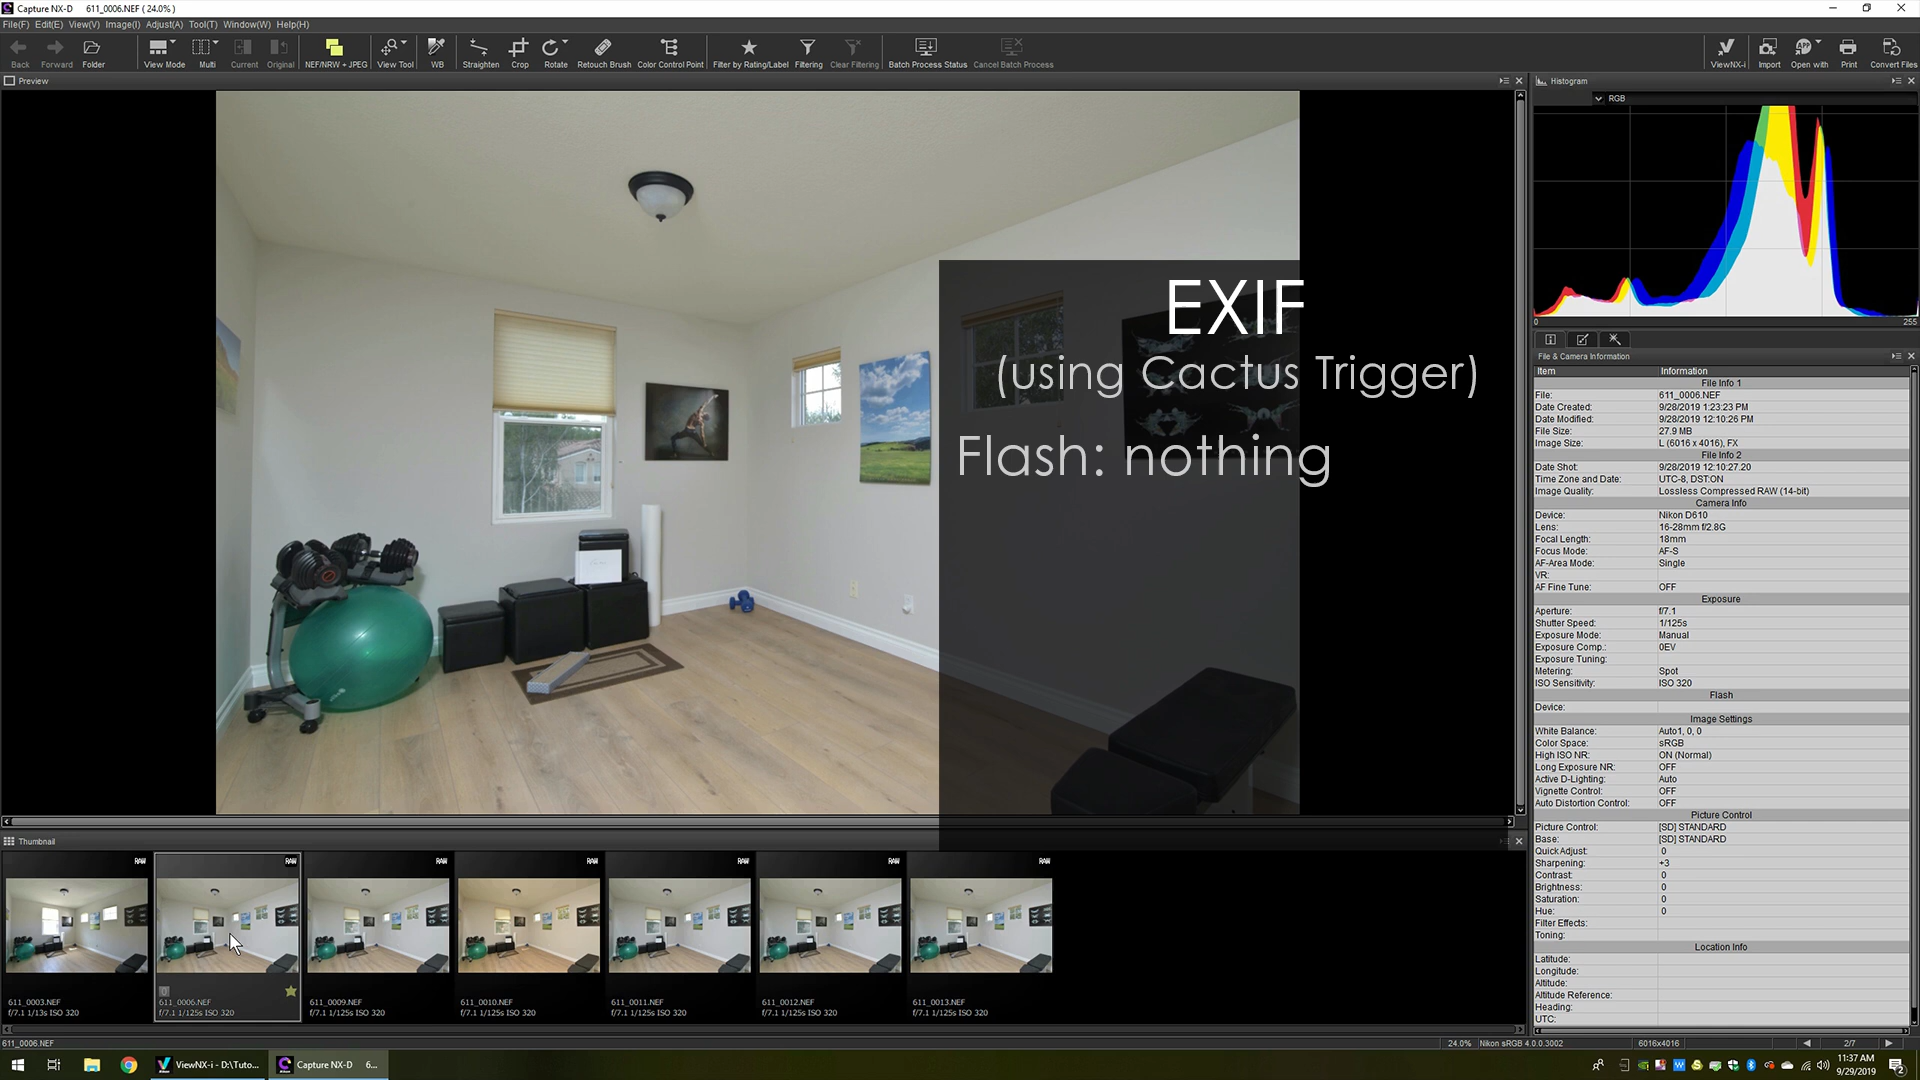 Capture NX-D 611_0006.NEF ( 24.0% )
File(F) Edit(E) View(V) Image(I) Adjust(A) Tool(T) Window(W) Help(H)
Back Forward Folder View Mode Multi Current Original NEF/NRW + JPEG View Tool WB Straighten Crop Rotate Retouch Brush Color Control Point Filter by Rating/Label Filtering Clear Filtering Batch Process Status Cancel Batch Process ViewNX-i Import Open with Print Convert Files
Preview
Histogram
RGB
0 255
EXIF
(using Cactus Trigger)
Flash: nothing
File & Camera Information
Item Information
File Info 1
File: 611_0006.NEF
Date Created: 9/28/2019 1:23:23 PM
Date Modified: 9/28/2019 12:10:26 PM
File Size: 27.9 MB
Image Size: L (6016 x 4016), FX
File Info 2
Date Shot: 9/28/2019 12:10:27.20
Time Zone and Date: UTC-8, DST:ON
Image Quality: Lossless Compressed RAW (14-bit)
Camera Info
Device: Nikon D610
Lens: 16-28mm f/2.8G
Focal Length: 18mm
Focus Mode: AF-S
AF-Area Mode: Single
VR:
AF Fine Tune: OFF
Exposure
Aperture: f/7.1
Shutter Speed: 1/125s
Exposure Mode: Manual
Exposure Comp.: 0EV
Exposure Tuning:
Metering: Spot
ISO Sensitivity: ISO 320
Flash
Device:
Image Settings
White Balance: Auto1, 0, 0
Color Space: sRGB
High ISO NR: ON (Normal)
Long Exposure NR: OFF
Active D-Lighting: Auto
Vignette Control: OFF
Auto Distortion Control: OFF
Picture Control
Picture Control: [SD] STANDARD
Base: [SD] STANDARD
Quick Adjust: 0
Sharpening: +3
Contrast: 0
Brightness: 0
Saturation: 0
Hue: 0
Filter Effects:
Toning:
Location Info
Latitude:
Longitude:
Altitude:
Altitude Reference:
Heading:
UTC:
Thumbnail
RAW RAW RAW RAW RAW RAW RAW
611_0003.NEF 611_0006.NEF 611_0009.NEF 611_0010.NEF 611_0011.NEF 611_0012.NEF 611_0013.NEF
f/7.1 1/13s ISO 320 f/7.1 1/125s ISO 320 f/7.1 1/125s ISO 320 f/7.1 1/125s ISO 320 f/7.1 1/125s ISO 320 f/7.1 1/125s ISO 320 f/7.1 1/125s ISO 320
611_0006.NEF 24.0% Nikon sRGB 4.0.0.3002 6016x4016 2/7
ViewNX-i - D:\Tuto... Capture NX-D 6...
11:37 AM
9/29/2019